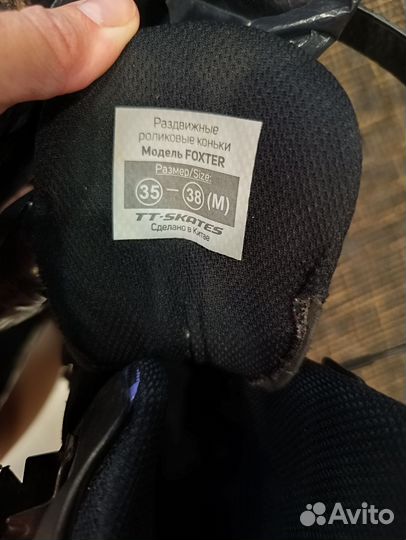 Раздвижные
роликовые коньки
Модель FOXTER
Размер/Size:
35 — 38 (M)
TT-SKATES
Сделано в Китае
Avito